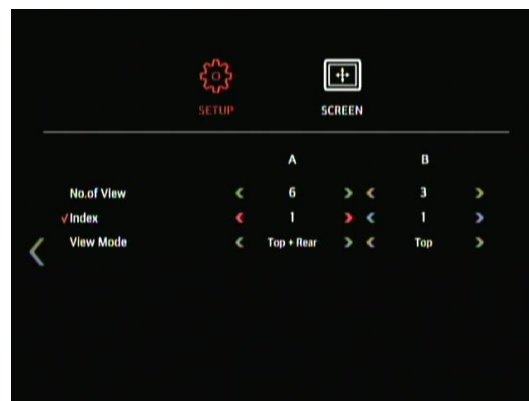 SETUP SCREEN
A B
No.of View 6 3
✓Index 1 1
View Mode Top + Rear Top